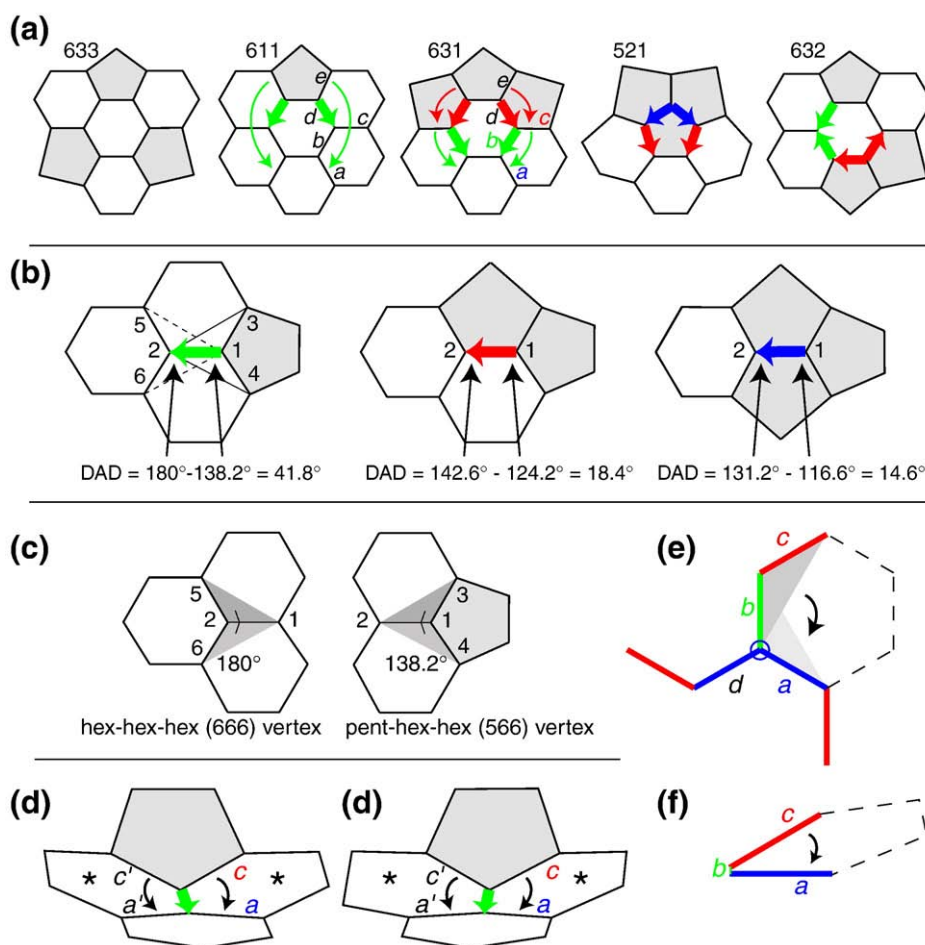 (a)
633 611 631 521 632
e e
d c d c
b b
a a
(b)
5 3
2 1 2 1 2 1
6 4
DAD = 180°-138.2° = 41.8° DAD = 142.6° - 124.2° = 18.4° DAD = 131.2° - 116.6° = 14.6°
(c) (e)
c
5 3
2 1 2 1 b
6 4
180° 138.2°
d a
hex-hex-hex (666) vertex pent-hex-hex (566) vertex
(d) (d) (f)
c
* c' c * * c' c *
b
a' a a' a a